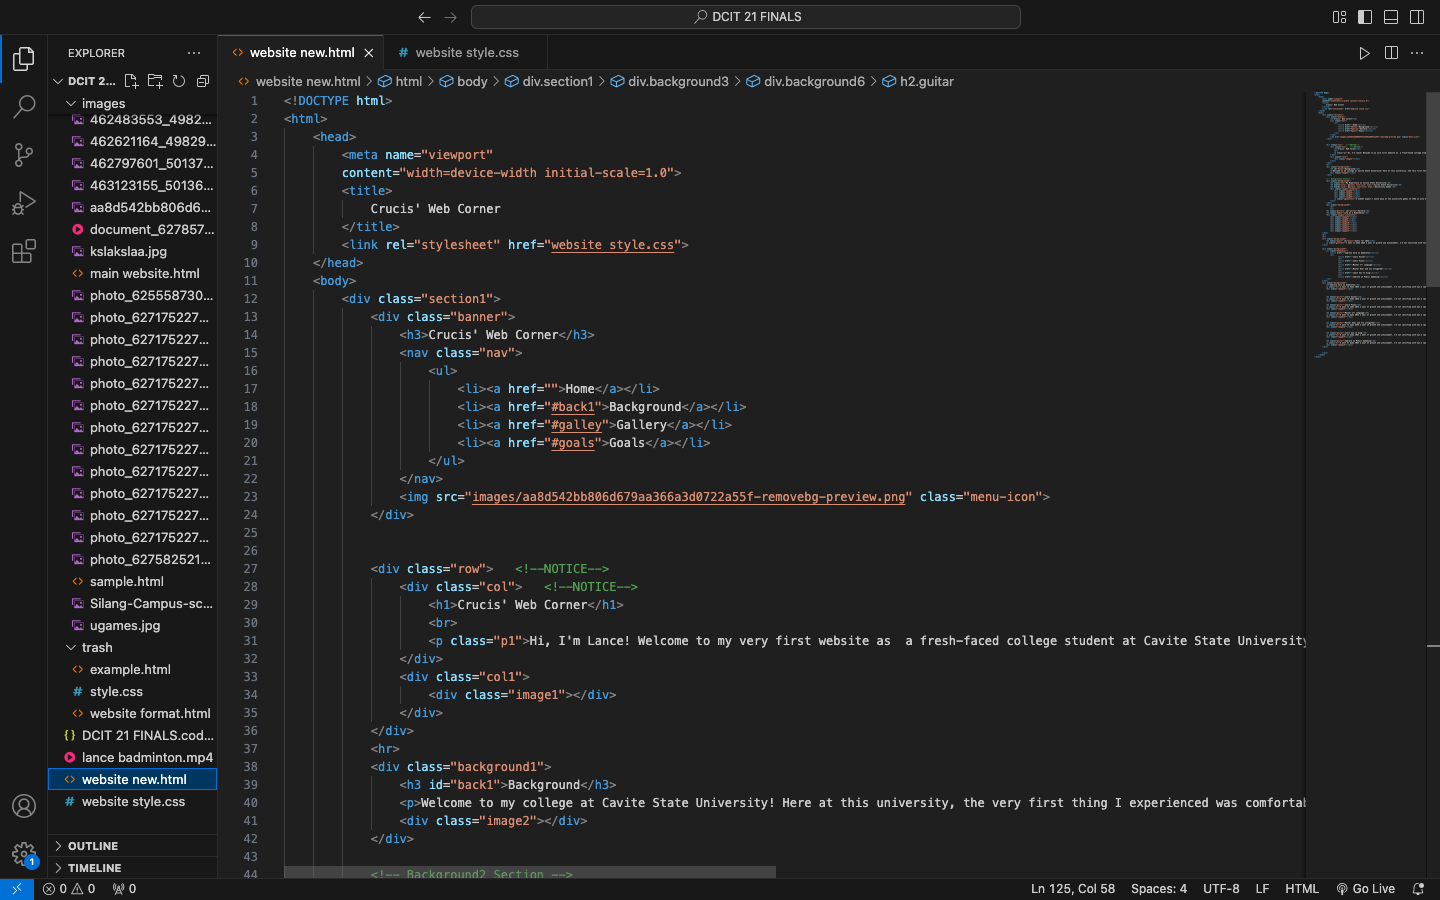 DCIT 21 FINALS
EXPLORER
website new.html
website style.css
DCIT 2...
website new.html > html > body > div.section1 > div.background3 > div.background6 > h2.guitar
images
462483553_4982...
462621164_49829...
462797601_50137...
463123155_50136...
aa8d542bb806d6...
document_627857...
kslakslaa.jpg
main website.html
photo_625558730...
photo_627175227...
photo_627175227...
photo_627175227...
photo_627175227...
photo_627175227...
photo_627175227...
photo_627175227...
photo_627175227...
photo_627175227...
photo_627175227...
photo_627175227...
photo_627582521...
sample.html
Silang-Campus-sc...
ugames.jpg
trash
example.html
style.css
website format.html
DCIT 21 FINALS.cod...
lance badminton.mp4
website new.html
website style.css
OUTLINE
TIMELINE
1 <!DOCTYPE html>
2 <html>
3 <head>
4 <meta name="viewport"
5 content="width=device-width initial-scale=1.0">
6 <title>
7 Crucis' Web Corner
8 </title>
9 <link rel="stylesheet" href="website style.css">
10 </head>
11 <body>
12 <div class="section1">
13 <div class="banner">
14 <h3>Crucis' Web Corner</h3>
15 <nav class="nav">
16 <ul>
17 <li><a href="">Home</a></li>
18 <li><a href="#back1">Background</a></li>
19 <li><a href="#galley">Gallery</a></li>
20 <li><a href="#goals">Goals</a></li>
21 </ul>
22 </nav>
23 <img src="images/aa8d542bb806d679aa366a3d0722a55f-removebg-preview.png" class="menu-icon">
24 </div>
25
26
27 <div class="row"> <!--NOTICE-->
28 <div class="col"> <!--NOTICE-->
29 <h1>Crucis' Web Corner</h1>
30 <br>
31 <p class="p1">Hi, I'm Lance! Welcome to my very first website as  a fresh-faced college student at Cavite State University
32 </div>
33 <div class="col1">
34 <div class="image1"></div>
35 </div>
36 </div>
37 <hr>
38 <div class="background1">
39 <h3 id="back1">Background</h3>
40 <p>Welcome to my college at Cavite State University! Here at this university, the very first thing I experienced was comfortab
41 <div class="image2"></div>
42 </div>
43
44 <!-- Background2 Section -->
1
0 0 0
Ln 125, Col 58
Spaces: 4
UTF-8
LF
HTML
Go Live